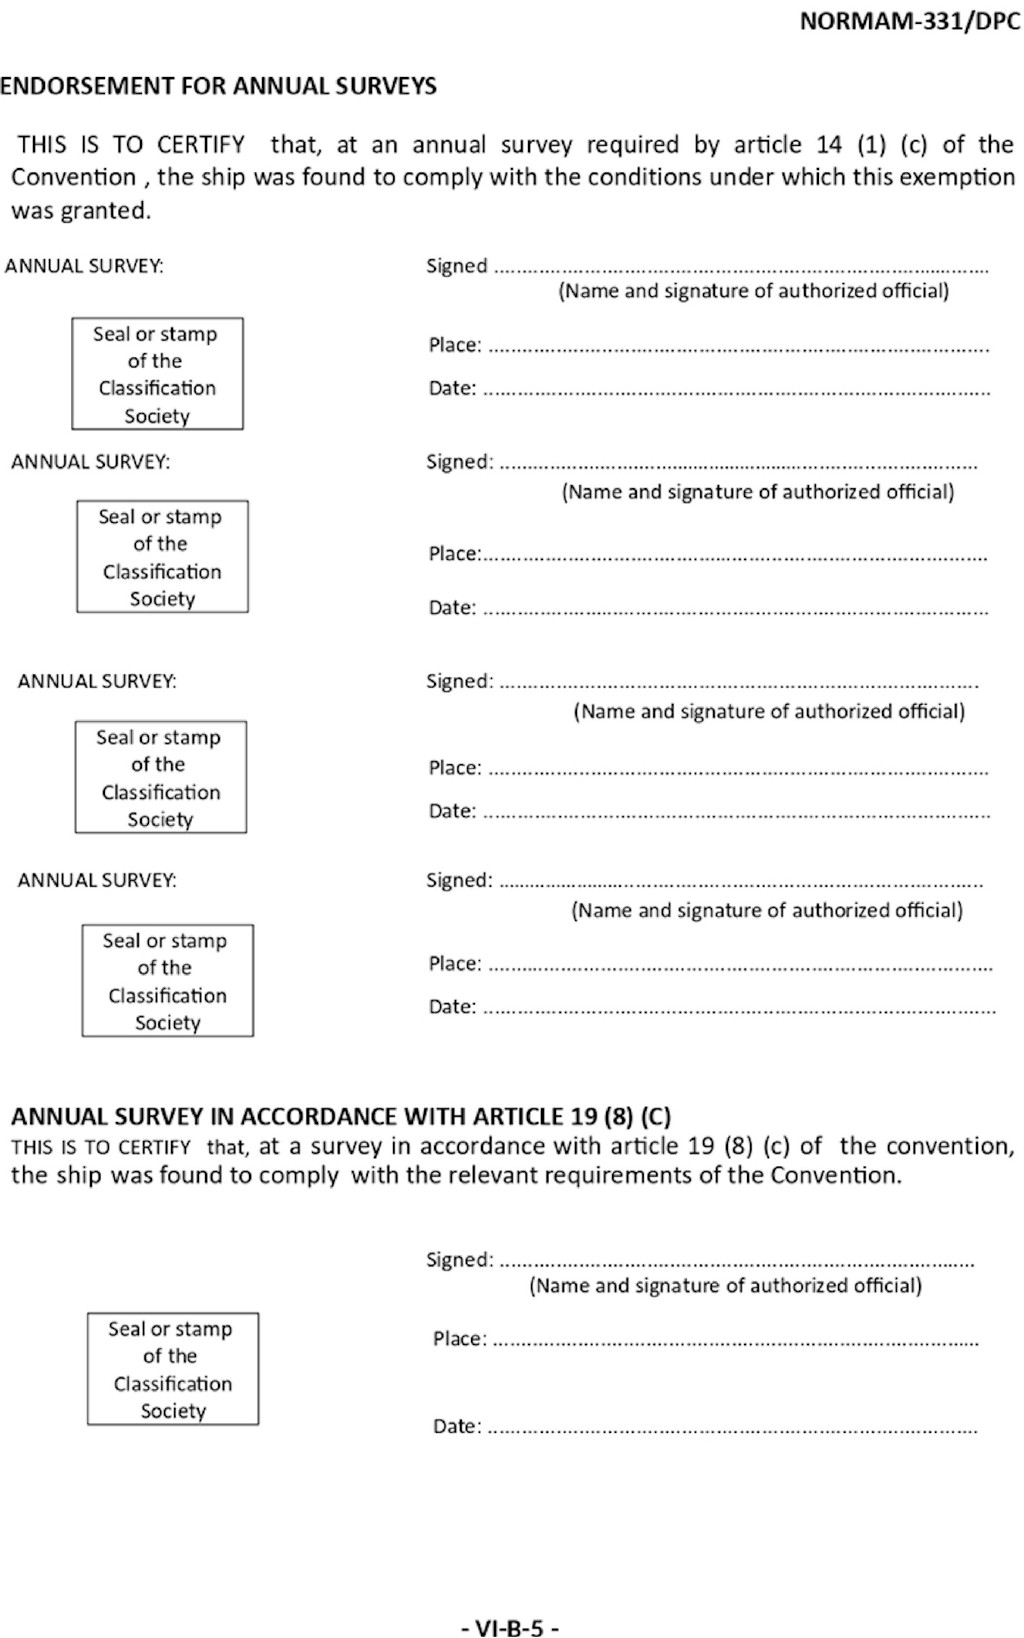 NORMAM-331/DPC
ENDORSEMENT FOR ANNUAL SURVEYS
THIS IS TO CERTIFY that, at an annual survey required by article 14 (1) (c) of the
Convention , the ship was found to comply with the conditions under which this exemption
was granted.
ANNUAL SURVEY:
Signed ........................................................................................
(Name and signature of authorized official)
Seal or stamp
of the
Classification
Society
Place: ........................................................................................
Date: ........................................................................................
ANNUAL SURVEY:
Signed: ....................................................................................
(Name and signature of authorized official)
Seal or stamp
of the
Classification
Society
Place:........................................................................................
Date: ........................................................................................
ANNUAL SURVEY:
Signed: ....................................................................................
(Name and signature of authorized official)
Seal or stamp
of the
Classification
Society
Place: ........................................................................................
Date: ........................................................................................
ANNUAL SURVEY:
Signed: ....................................................................................
(Name and signature of authorized official)
Seal or stamp
of the
Classification
Society
Place: ........................................................................................
Date: ........................................................................................
ANNUAL SURVEY IN ACCORDANCE WITH ARTICLE 19 (8) (C)
THIS IS TO CERTIFY that, at a survey in accordance with article 19 (8) (c) of the convention,
the ship was found to comply with the relevant requirements of the Convention.
Signed: ....................................................................................
(Name and signature of authorized official)
Seal or stamp
of the
Classification
Society
Place: ....................................................................................
Date: ....................................................................................
- VI-B-5 -